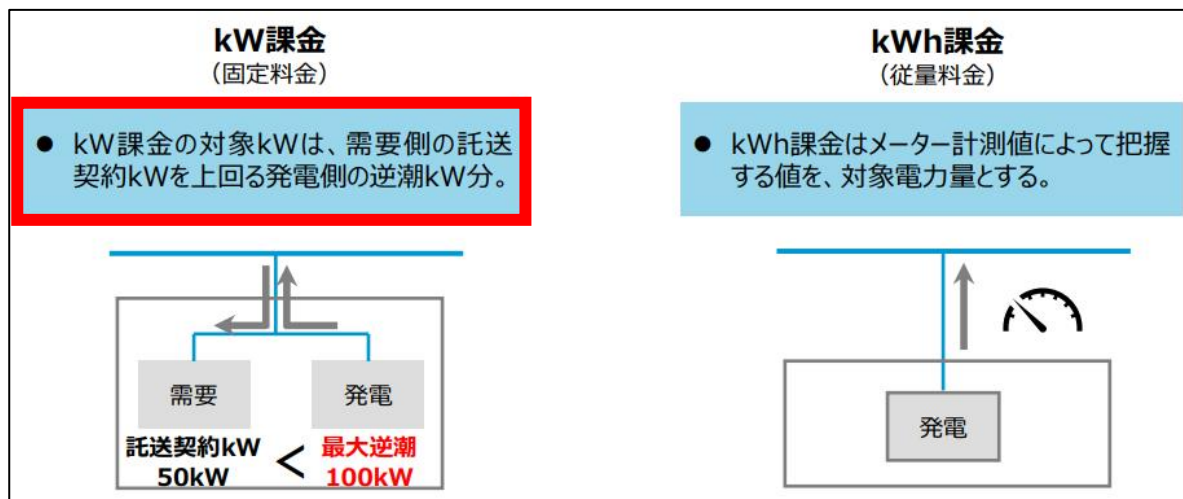 kW課金
（固定料金）
● kW課金の対象kWは、需要側の託送
契約kWを上回る発電側の逆潮kW分。
需要
発電
託送契約kW
50kW
<
最大逆潮
100kW
kWh課金
（従量料金）
● kWh課金はメーター計測値によって把握
する値を、対象電力量とする。
発電